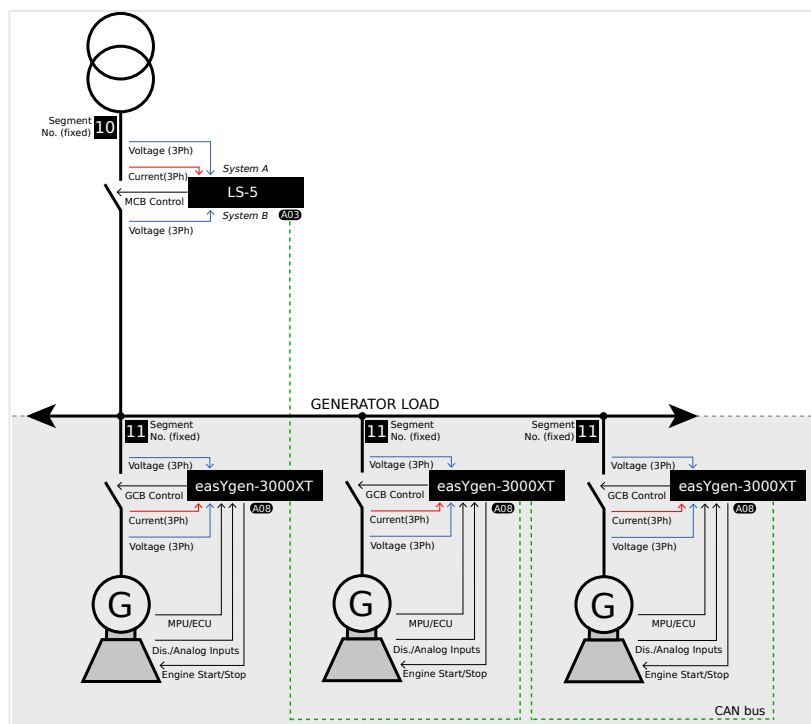 Segment
No. (fixed)
10
Voltage (3Ph)
System A
Current(3Ph)
LS-5
MCB Control
System B
A03
Voltage (3Ph)
GENERATOR LOAD
11
Segment
No. (fixed)
11
Segment
No. (fixed)
Segment
No. (fixed)
11
Voltage (3Ph)
easYgen-3000XT
GCB Control
A08
Current(3Ph)
Voltage (3Ph)
Voltage (3Ph)
easYgen-3000XT
GCB Control
A08
Current(3Ph)
Voltage (3Ph)
Voltage (3Ph)
easYgen-3000XT
GCB Control
A08
Current(3Ph)
Voltage (3Ph)
G
MPU/ECU
Dis./Analog Inputs
Engine Start/Stop
G
MPU/ECU
Dis./Analog Inputs
Engine Start/Stop
G
MPU/ECU
Dis./Analog Inputs
Engine Start/Stop
CAN bus